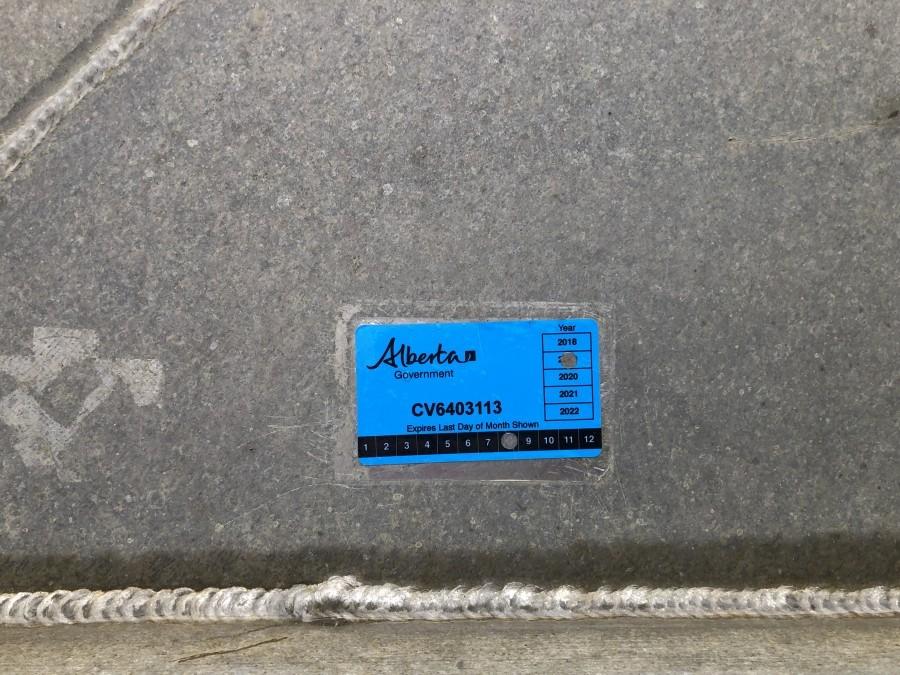 Alberta
Government
CV6403113
Expires Last Day of Month Shown
1 2 3 4 5 6 7 9 10 11 12
Year
2018
2020
2021
2022